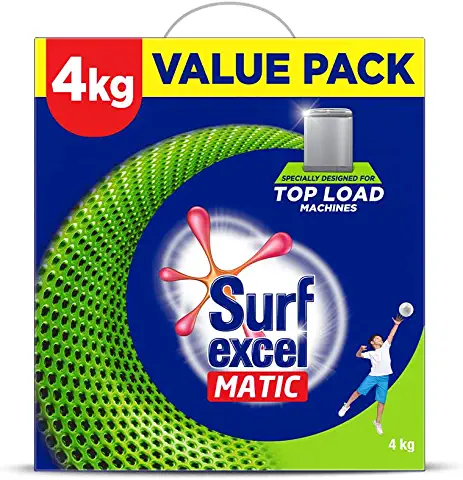 4kg
VALUE PACK
SPECIALLY DESIGNED FOR
TOP LOAD
MACHINES
Surf
excel
MATIC
4 kg